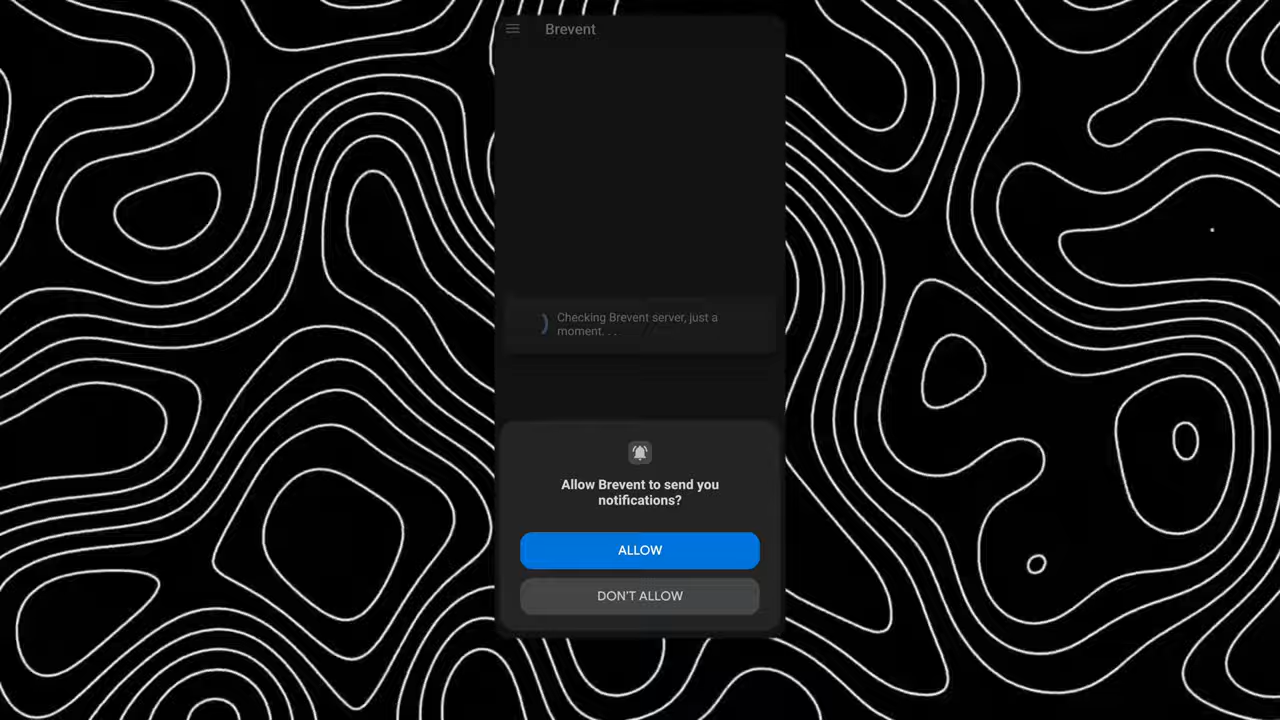 Brevent
Checking Brevent server, just a
moment. . .
Allow Brevent to send you
notifications?
ALLOW
DON'T ALLOW